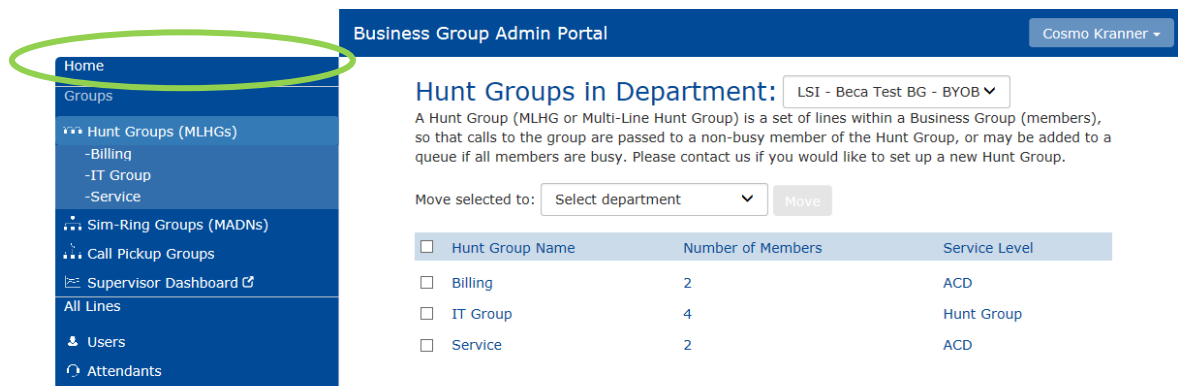 Business Group Admin Portal
Cosmo Kranner
Home
Groups
Hunt Groups (MLHGs)
-Billing
-IT Group
-Service
Sim-Ring Groups (MADNs)
Call Pickup Groups
Supervisor Dashboard
All Lines
Users
Attendants
Hunt Groups in Department: LSI - Beca Test BG - BYOB
A Hunt Group (MLHG or Multi-Line Hunt Group) is a set of lines within a Business Group (members),
so that calls to the group are passed to a non-busy member of the Hunt Group, or may be added to a
queue if all members are busy. Please contact us if you would like to set up a new Hunt Group.
Move selected to: Select department Move
Hunt Group Name Number of Members Service Level
Billing 2 ACD
IT Group 4 Hunt Group
Service 2 ACD